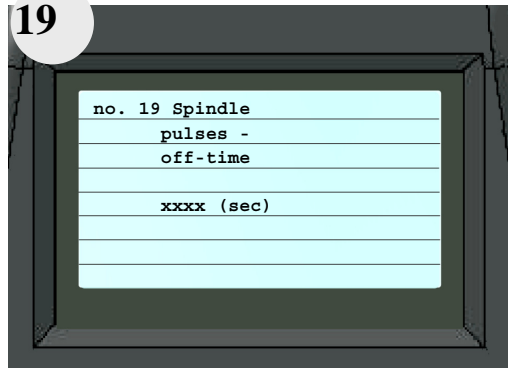 19
no. 19 Spindle
pulses -
off-time
xxxx (sec)